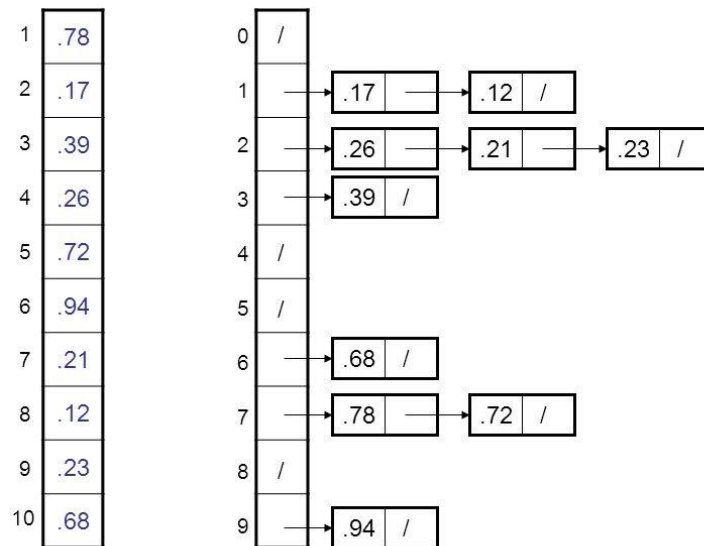 1 .78 0 /
2 .17 1 .17 .12 /
3 .39 2 .26 .21 .23 /
4 .26 3 .39 /
5 .72 4 /
6 .94 5 /
7 .21 6 .68 /
8 .12 7 .78 .72 /
9 .23 8 /
10 .68 9 .94 /